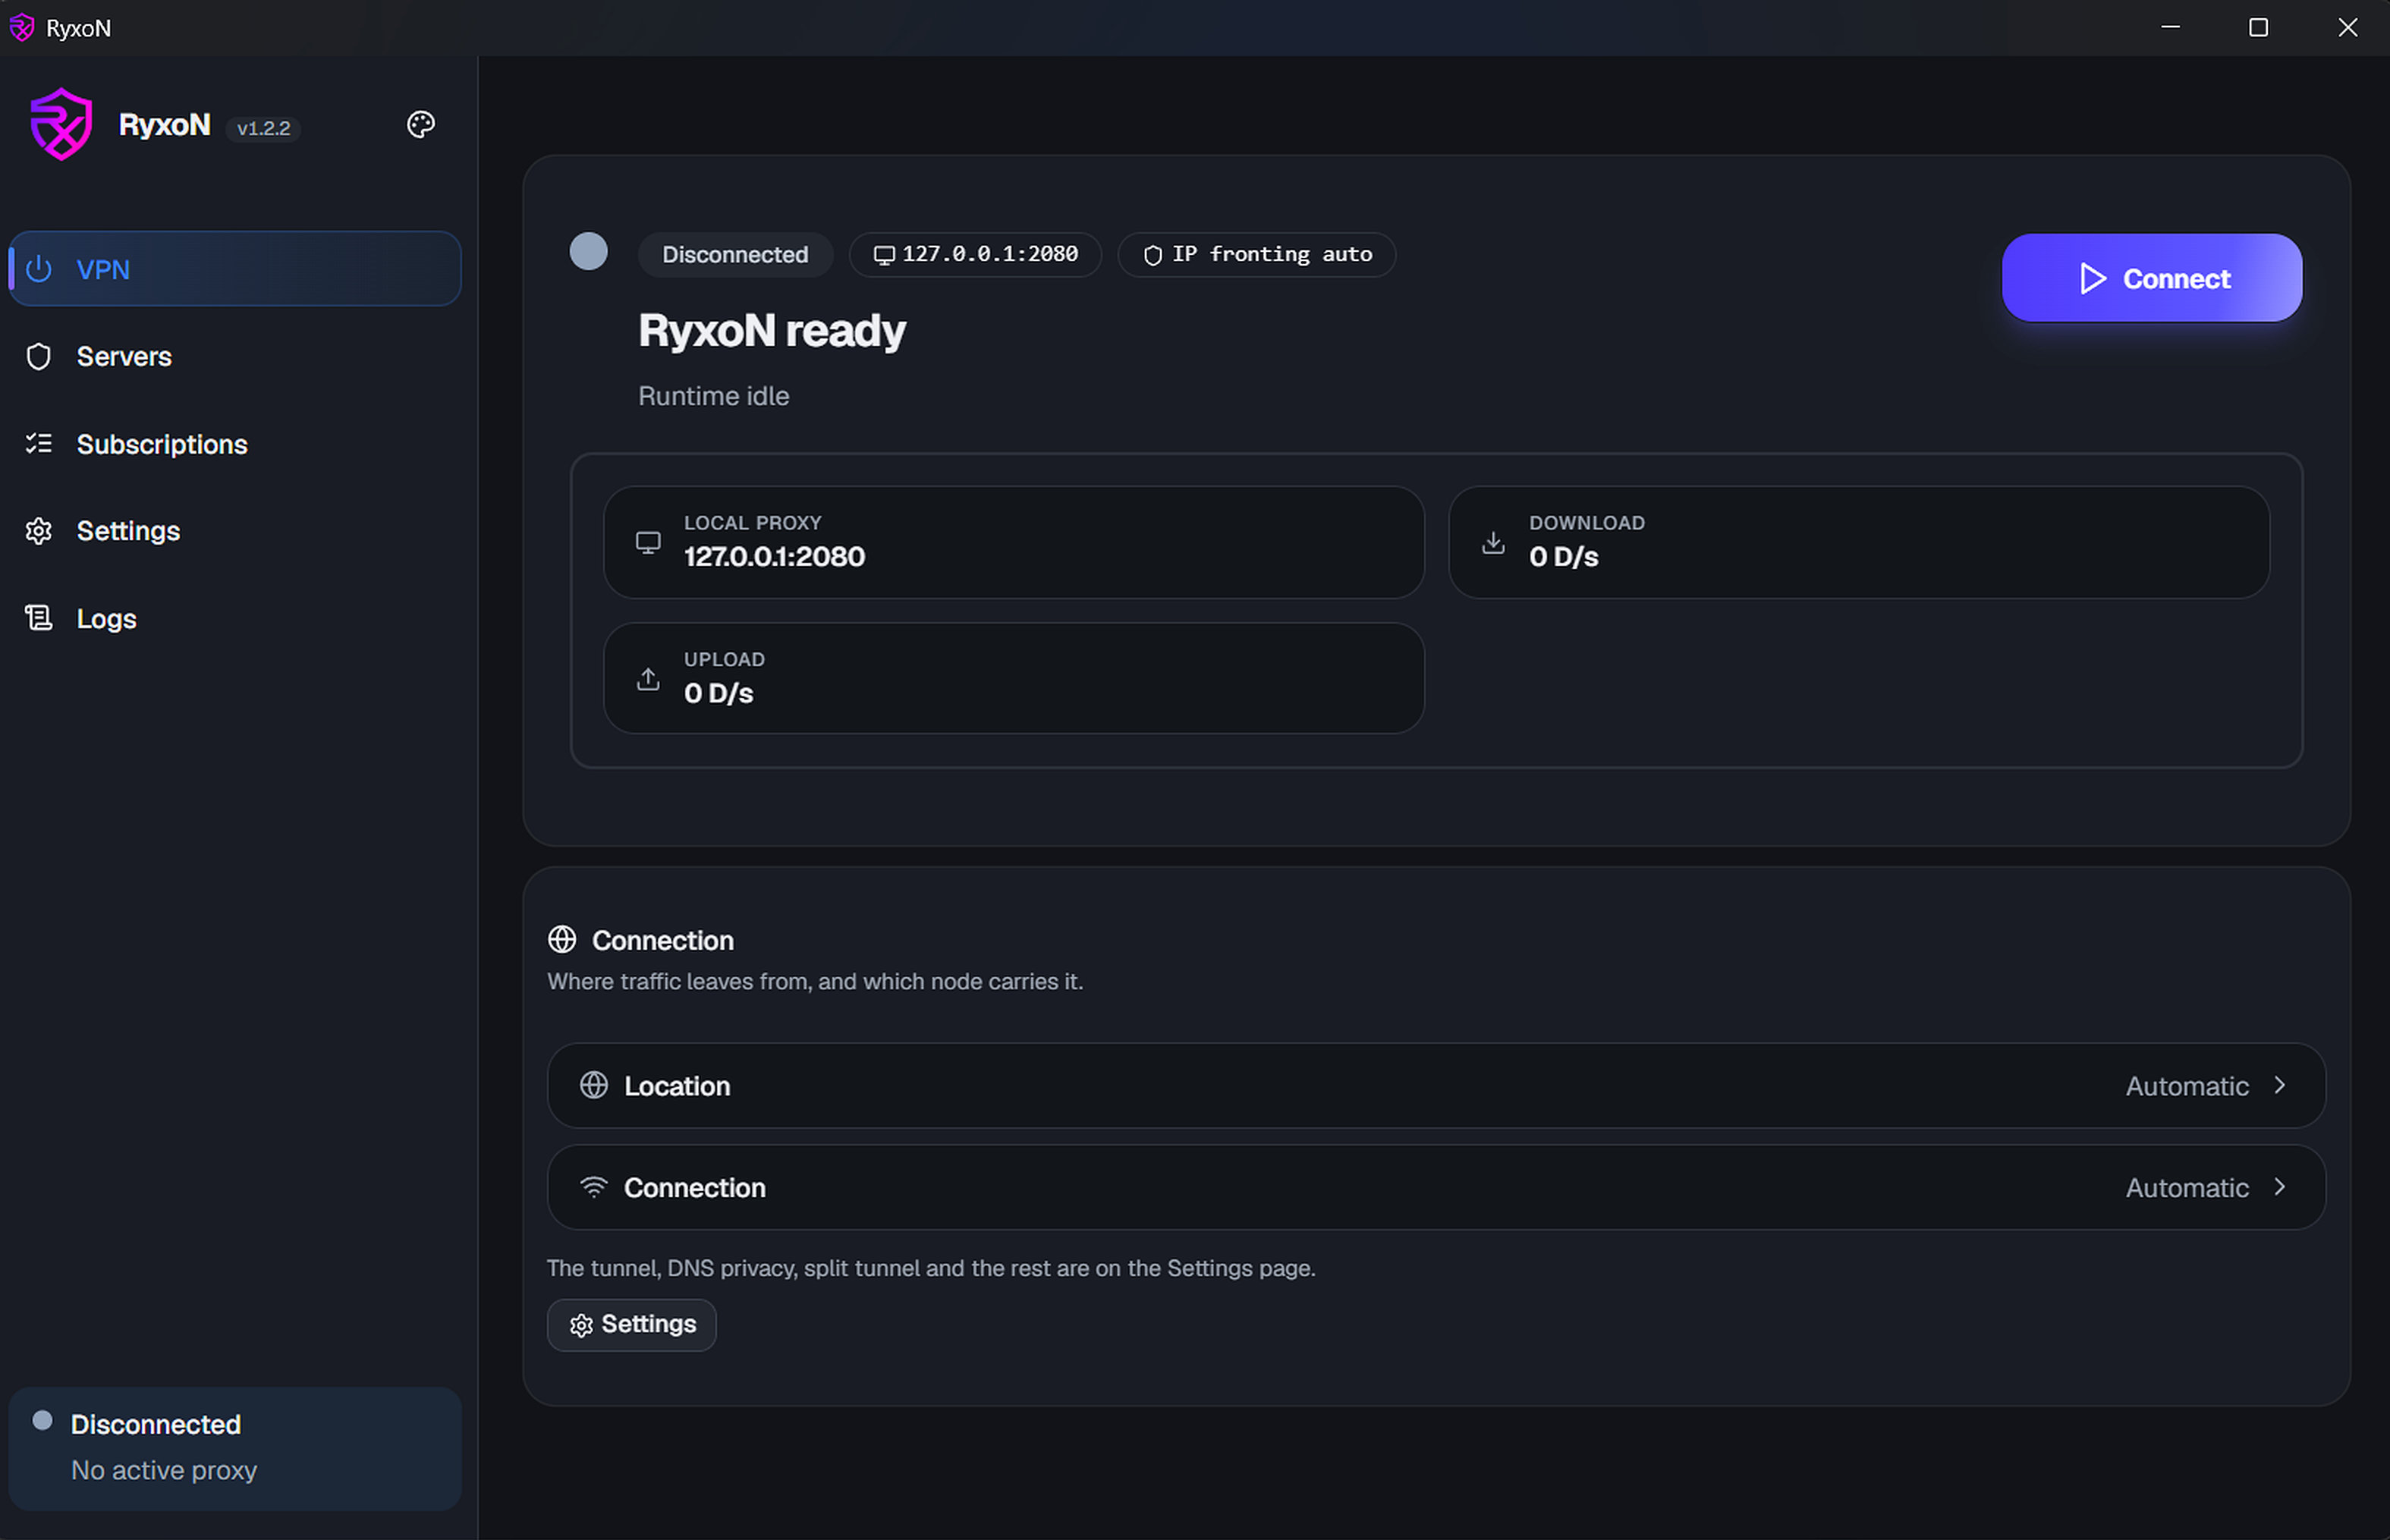 RyxoN
RyxoN v1.2.2
VPN
Servers
Subscriptions
Settings
Logs
Disconnected
No active proxy
Disconnected 127.0.0.1:2080 IP fronting auto
RyxoN ready
Runtime idle
Connect
LOCAL PROXY
127.0.0.1:2080
DOWNLOAD
0 D/s
UPLOAD
0 D/s
Connection
Where traffic leaves from, and which node carries it.
Location Automatic
Connection Automatic
The tunnel, DNS privacy, split tunnel and the rest are on the Settings page.
Settings